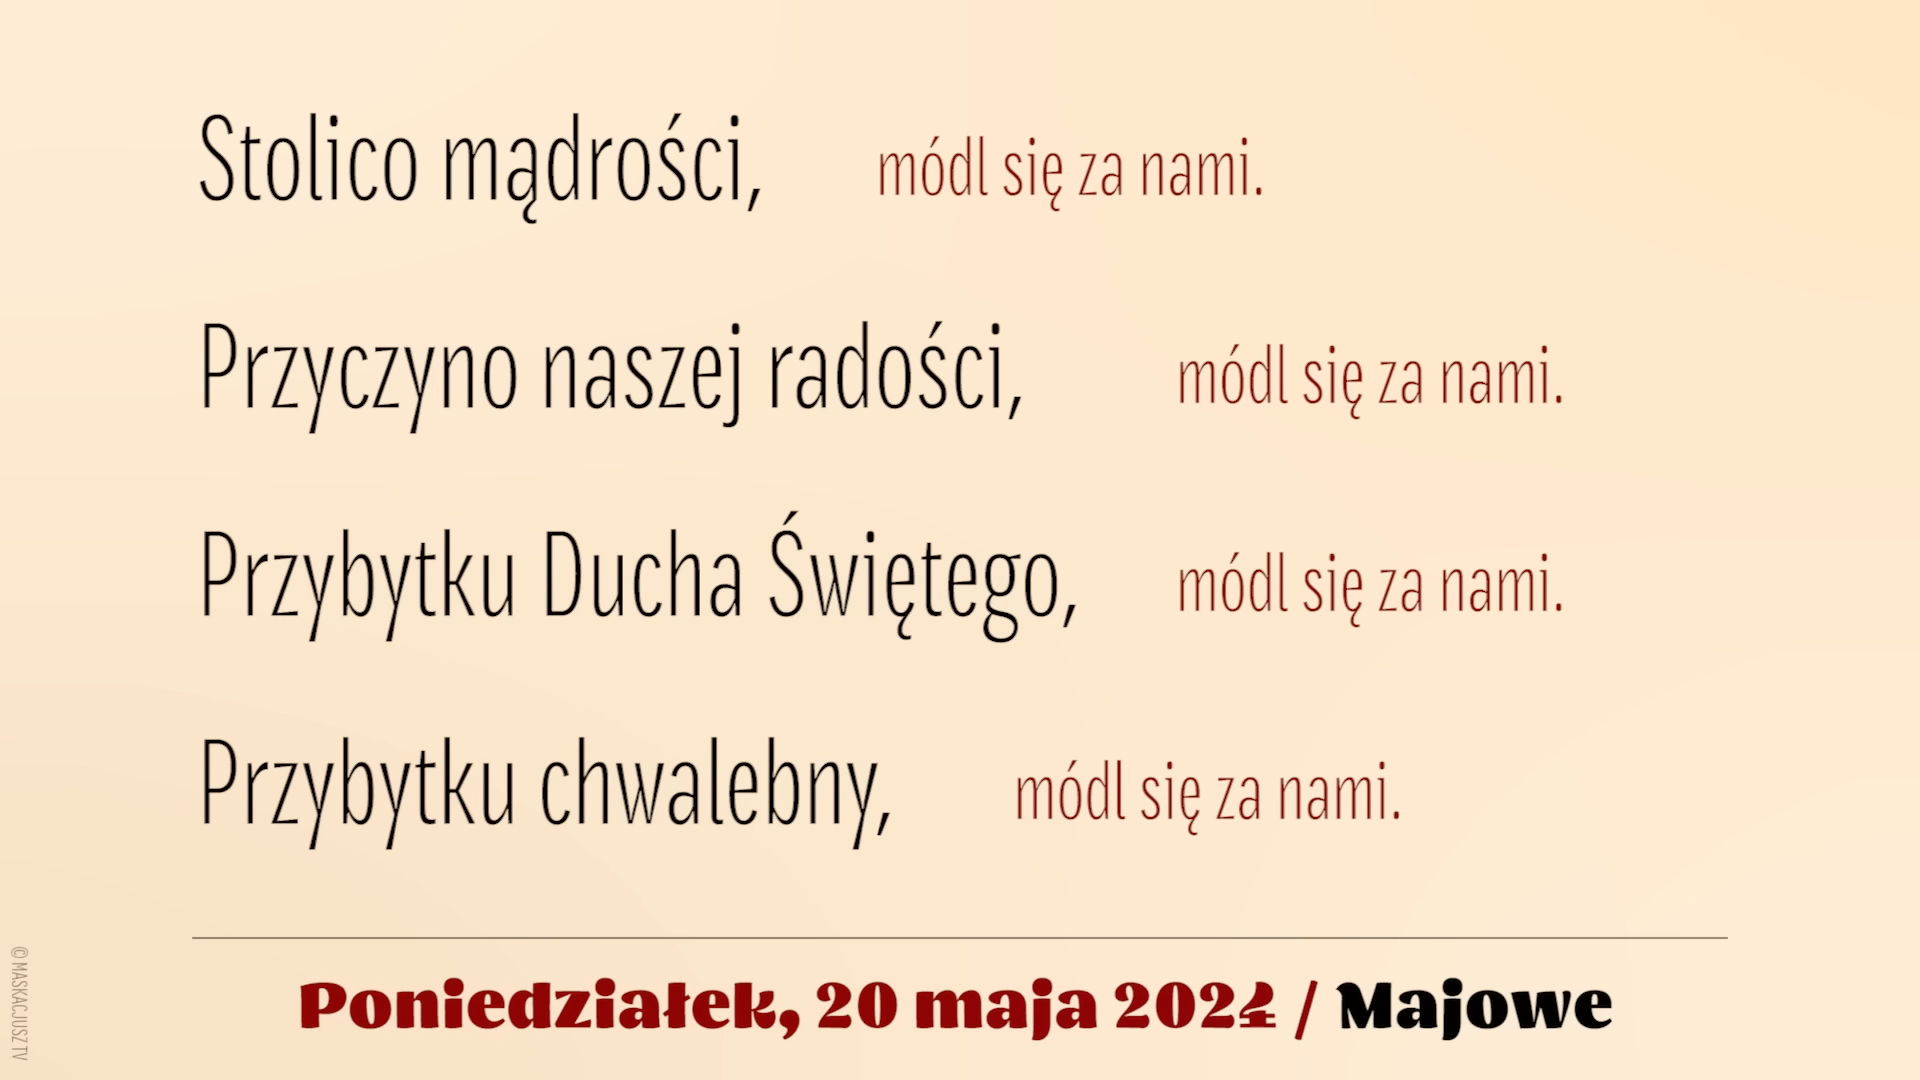 Stolico mądrości, módl się za nami.
Przyczyno naszej radości, módl się za nami.
Przybytku Ducha Świętego, módl się za nami.
Przybytku chwalebny, módl się za nami.
Poniedziałek, 20 maja 2024 / Majowe
© MASKACJUSZ TV